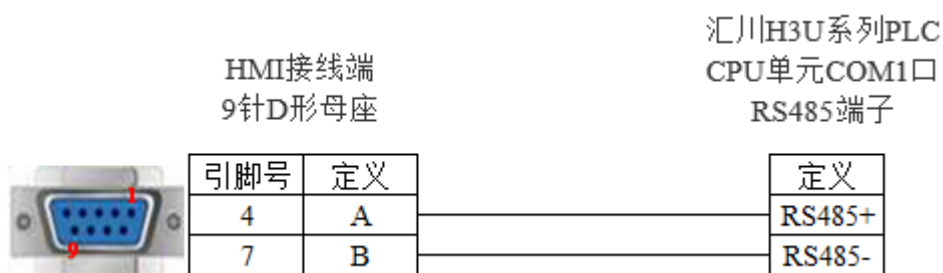 汇川H3U系列PLC
HMI接线端 CPU单元COM1口
9针D形母座 RS485端子
引脚号 定义 定义
1
4 A RS485+
9
7 B RS485-